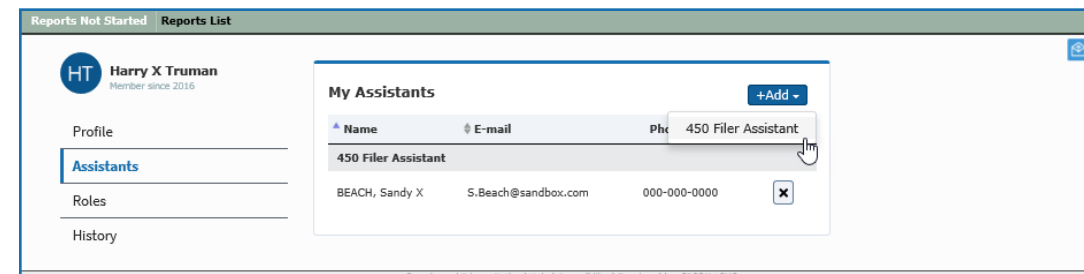 Reports Not Started Reports List
HT
Harry X Truman
Member since 2016
Profile
Assistants
Roles
History
My Assistants
+Add
Name E-mail
450 Filer Assistant
450 Filer Assistant
BEACH, Sandy X S.Beach@sandbox.com 000-000-0000